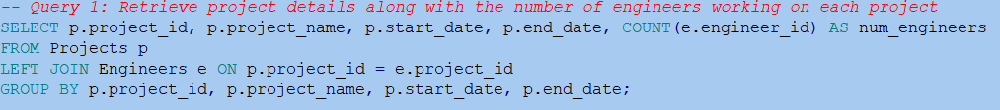 -- Query 1: Retrieve project details along with the number of engineers working on each project
SELECT p.project_id, p.project_name, p.start_date, p.end_date, COUNT(e.engineer_id) AS num_engineers
FROM Projects p
LEFT JOIN Engineers e ON p.project_id = e.project_id
GROUP BY p.project_id, p.project_name, p.start_date, p.end_date;